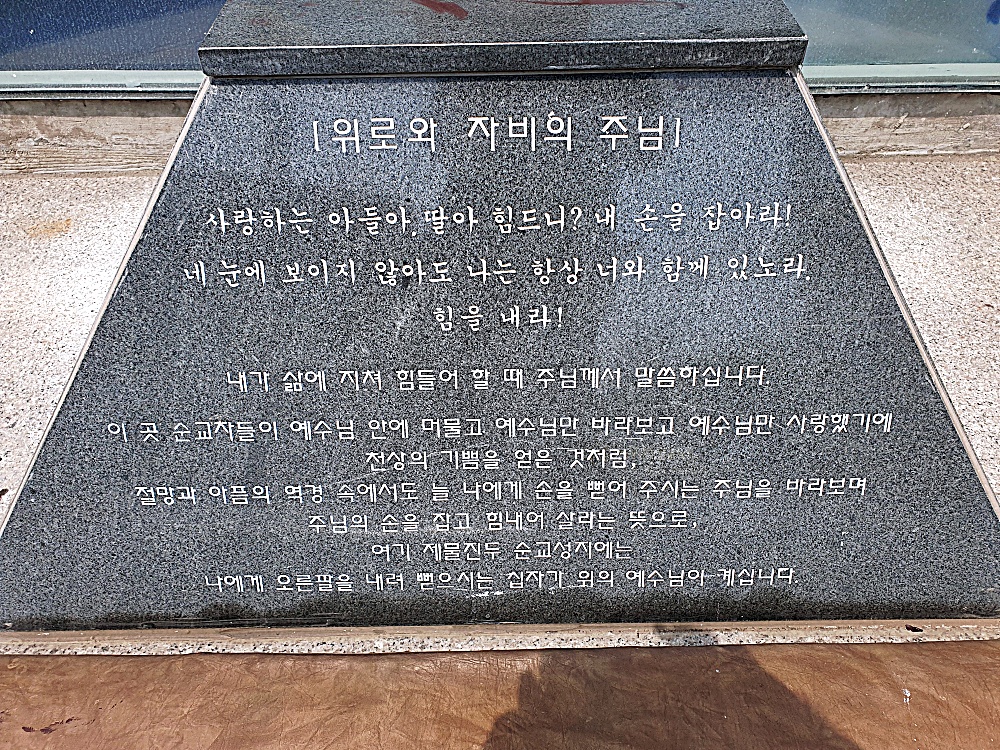 [위로와 자비의 주님]
사랑하는 아들아, 딸아 힘드니? 내 손을 잡아라!
네 눈에 보이지 않아도 나는 항상 너와 함께 있노라.
힘을 내라!
내가 삶에 지쳐 힘들어 할 때 주님께서 말씀하십니다.
이 곳 순교자들이 예수님 안에 머물고 예수님만 바라보고 예수님만 사랑했기에
천상의 기쁨을 얻은 것처럼,
절망과 아픔의 역경 속에서도 늘 나에게 손을 뻗어 주시는 주님을 바라보며
주님의 손을 잡고 힘내어 살라는 뜻으로,
여기 제물진두 순교성지에는
나에게 오른팔을 내려 뻗으시는 십자가 위의 예수님이 계십니다.